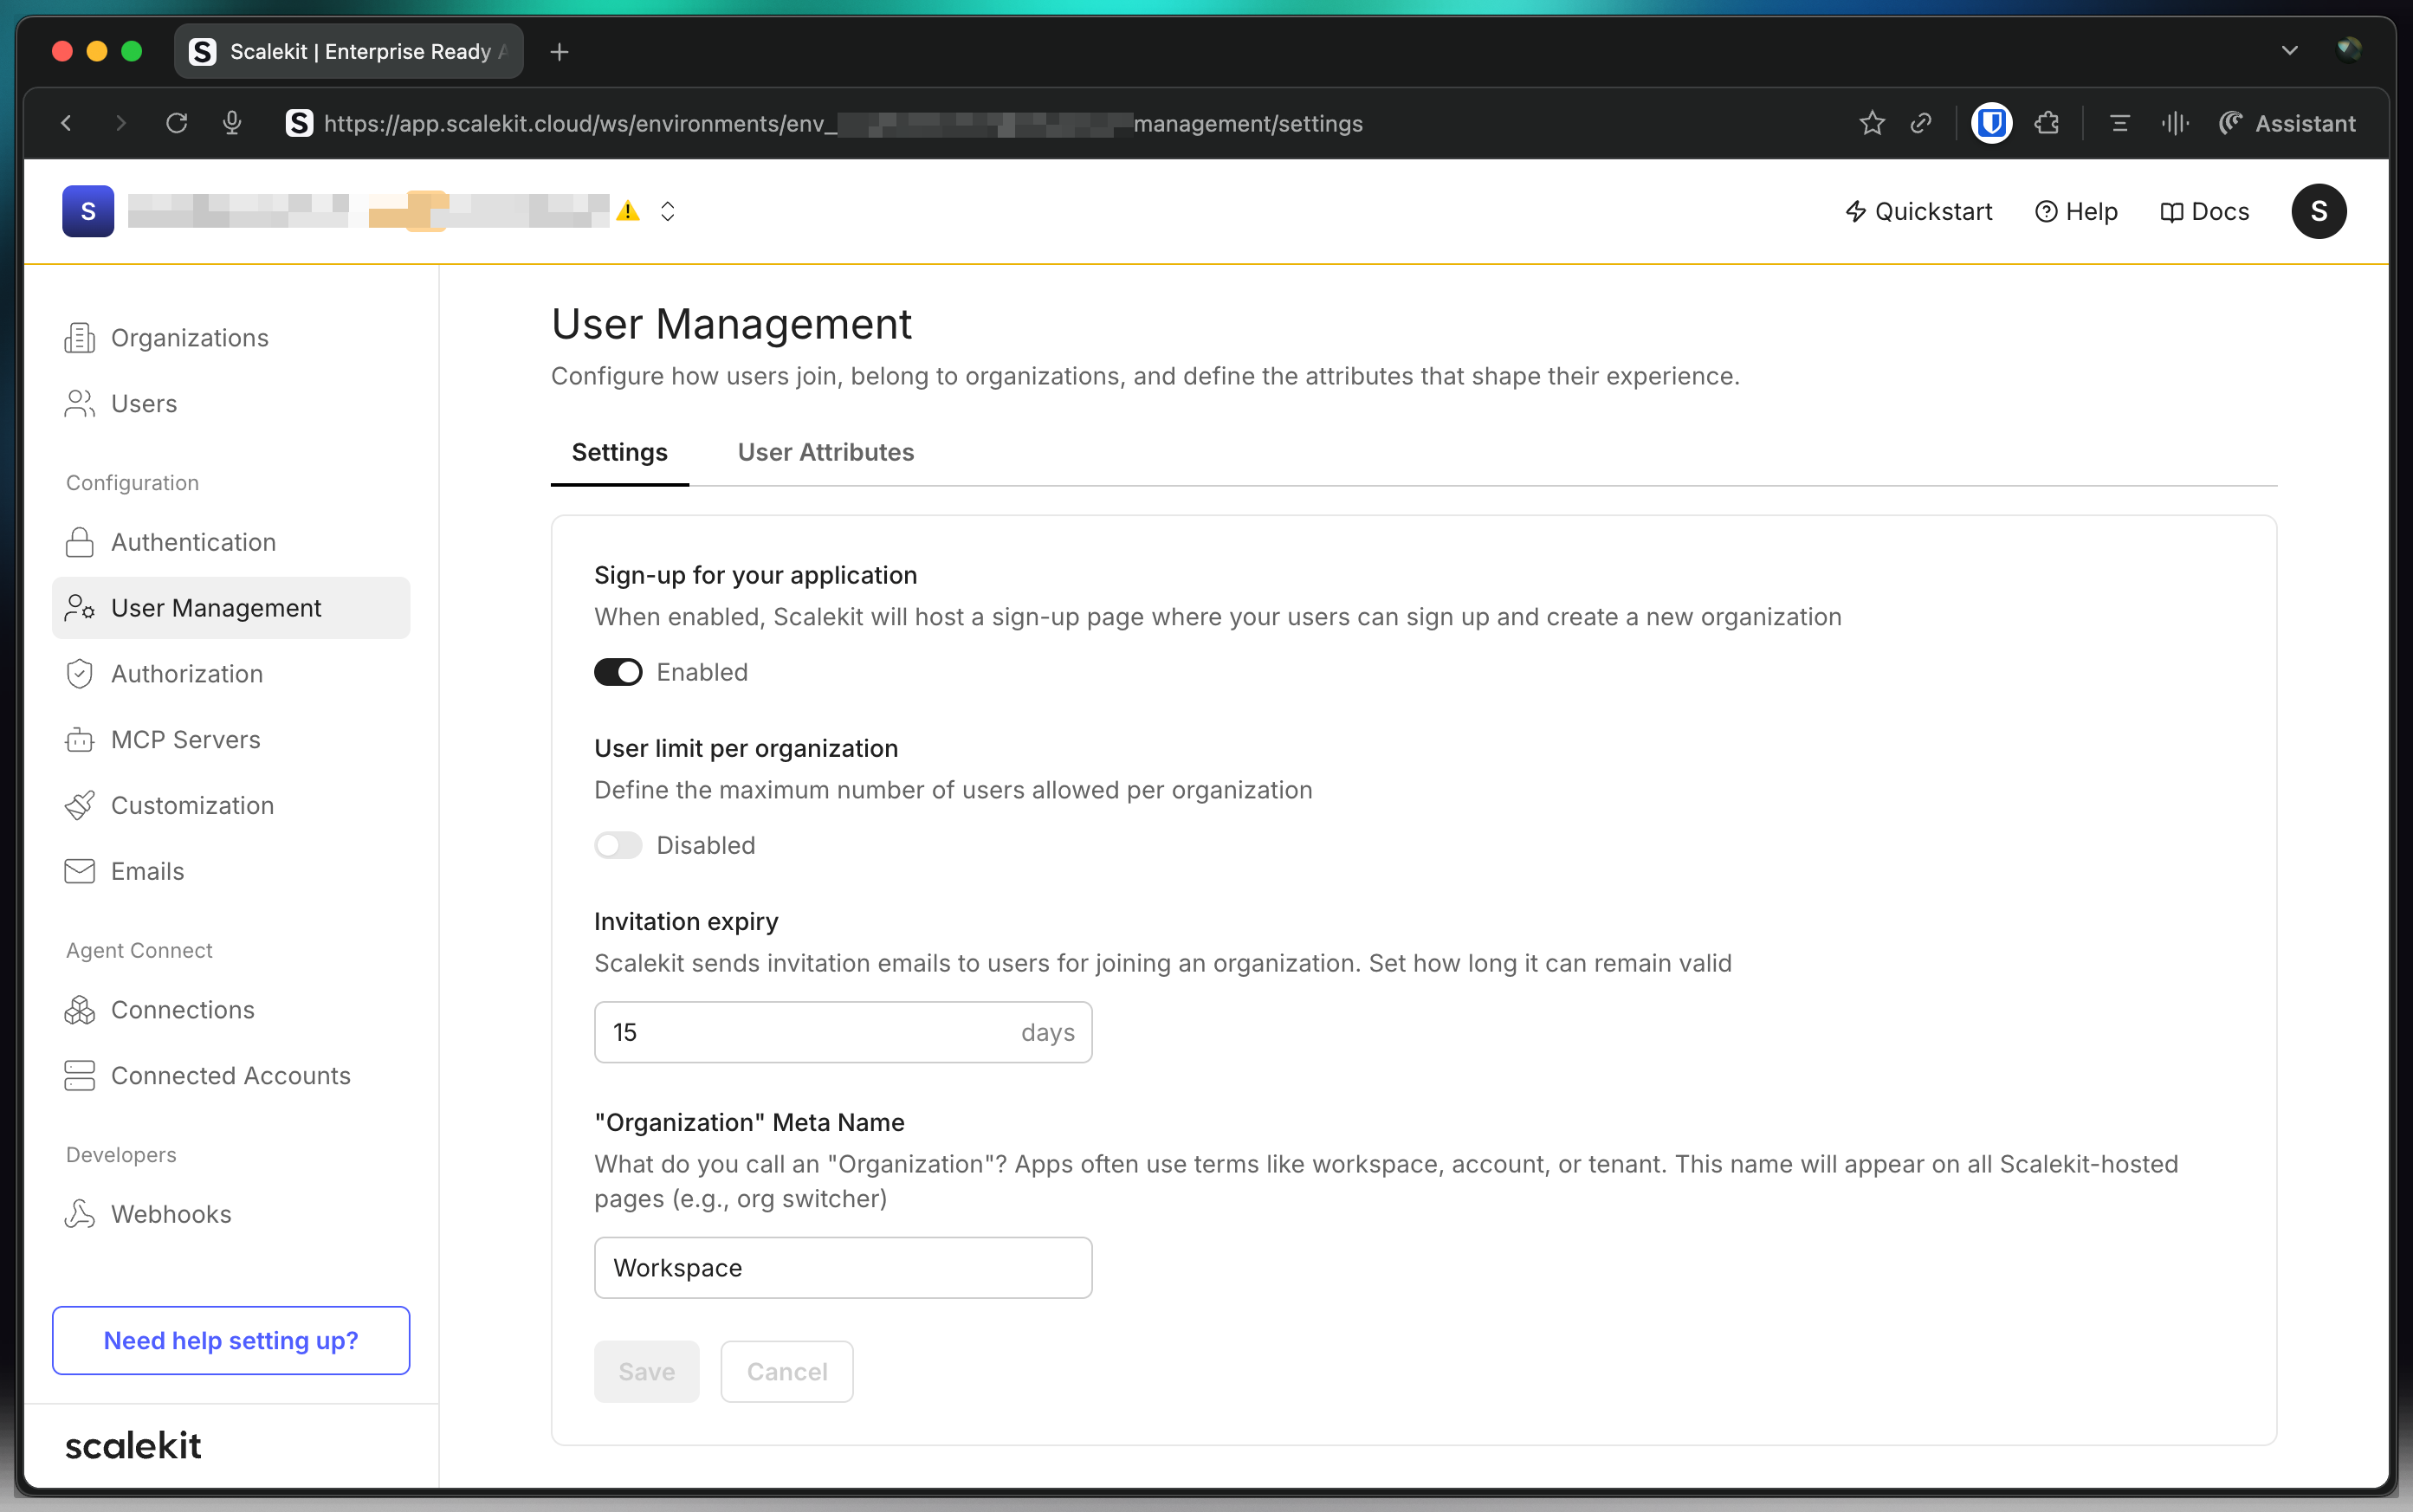 Scalekit | Enterprise Ready A
https://app.scalekit.cloud/ws/environments/env_ management/settings
Assistant
S
Quickstart
Help
Docs
S
Organizations
Users
Configuration
Authentication
User Management
Authorization
MCP Servers
Customization
Emails
Agent Connect
Connections
Connected Accounts
Developers
Webhooks
Need help setting up?
scalekit
User Management
Configure how users join, belong to organizations, and define the attributes that shape their experience.
Settings
User Attributes
Sign-up for your application
When enabled, Scalekit will host a sign-up page where your users can sign up and create a new organization
Enabled
User limit per organization
Define the maximum number of users allowed per organization
Disabled
Invitation expiry
Scalekit sends invitation emails to users for joining an organization. Set how long it can remain valid
15 days
"Organization" Meta Name
What do you call an "Organization"? Apps often use terms like workspace, account, or tenant. This name will appear on all Scalekit-hosted
pages (e.g., org switcher)
Workspace
Save
Cancel